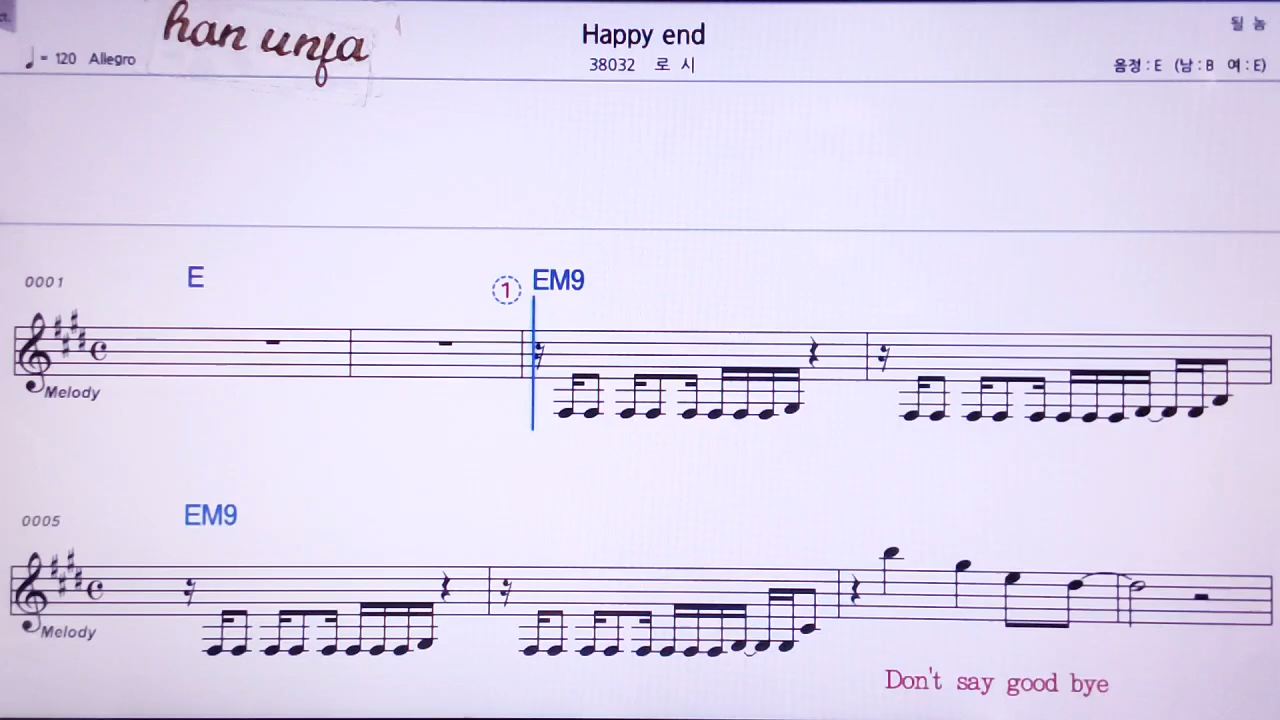 han unja
Happy end
될 놈
♩= 120 Allegro
38032 로 시
음정 : E (남 : B 여 : E)
0001
E
1
EM9
Melody
0005
EM9
Melody
Don't say good bye